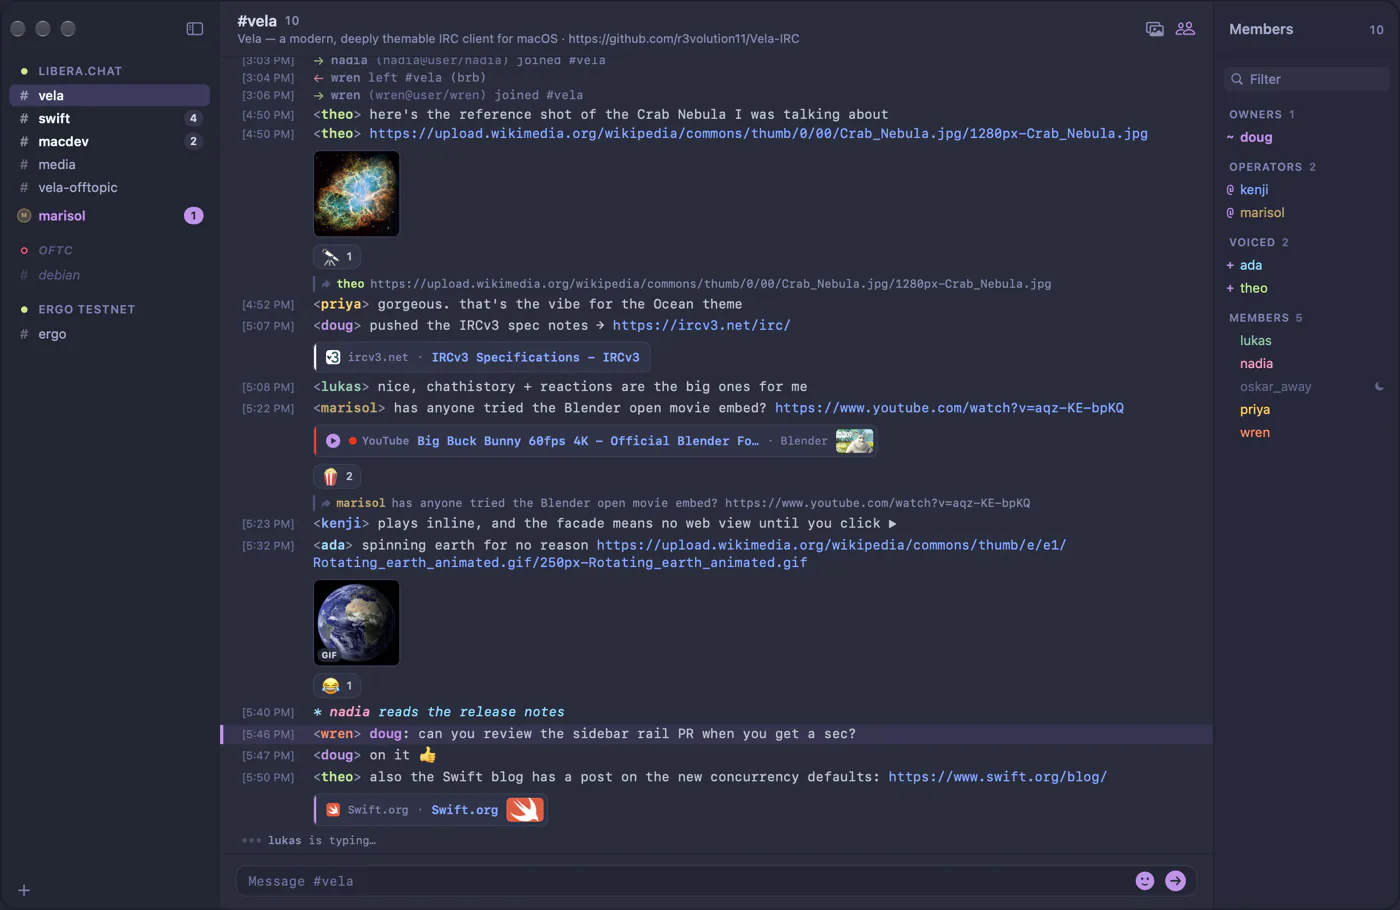 LIBERA.CHAT
# vela
# swift 4
# macdev 2
# media
# vela-offtopic
M marisol 1
OFTC
# debian
ERGO TESTNET
# ergo
+
#vela 10
Vela — a modern, deeply themable IRC client for macOS · https://github.com/r3volution11/Vela-IRC
[3:03 PM] → nadia (nadia@user/nadia) joined #vela
[3:04 PM] ← wren left #vela (brb)
[3:06 PM] → wren (wren@user/wren) joined #vela
[4:50 PM] <theo> here's the reference shot of the Crab Nebula I was talking about
[4:50 PM] <theo> https://upload.wikimedia.org/wikipedia/commons/thumb/0/00/Crab_Nebula.jpg/1280px-Crab_Nebula.jpg
🔭 1
theo https://upload.wikimedia.org/wikipedia/commons/thumb/0/00/Crab_Nebula.jpg/1280px-Crab_Nebula.jpg
[4:52 PM] <priya> gorgeous. that's the vibe for the Ocean theme
[5:07 PM] <doug> pushed the IRCv3 spec notes → https://ircv3.net/irc/
ircv3.net · IRCv3 Specifications – IRCv3
[5:08 PM] <lukas> nice, chathistory + reactions are the big ones for me
[5:22 PM] <marisol> has anyone tried the Blender open movie embed? https://www.youtube.com/watch?v=aqz-KE-bpKQ
YouTube Big Buck Bunny 60fps 4K – Official Blender Fo… · Blender
🍿 2
marisol has anyone tried the Blender open movie embed? https://www.youtube.com/watch?v=aqz-KE-bpKQ
[5:23 PM] <kenji> plays inline, and the facade means no web view until you click ▶
[5:32 PM] <ada> spinning earth for no reason https://upload.wikimedia.org/wikipedia/commons/thumb/e/e1/
Rotating_earth_animated.gif/250px-Rotating_earth_animated.gif
GIF
😂 1
[5:40 PM] * nadia reads the release notes
[5:46 PM] <wren> doug: can you review the sidebar rail PR when you get a sec?
[5:47 PM] <doug> on it 👍
[5:50 PM] <theo> also the Swift blog has a post on the new concurrency defaults: https://www.swift.org/blog/
Swift.org · Swift.org
lukas is typing…
Message #vela
Members 10
Filter
OWNERS 1
~ doug
OPERATORS 2
@ kenji
@ marisol
VOICED 2
+ ada
+ theo
MEMBERS 5
lukas
nadia
oskar_away
priya
wren